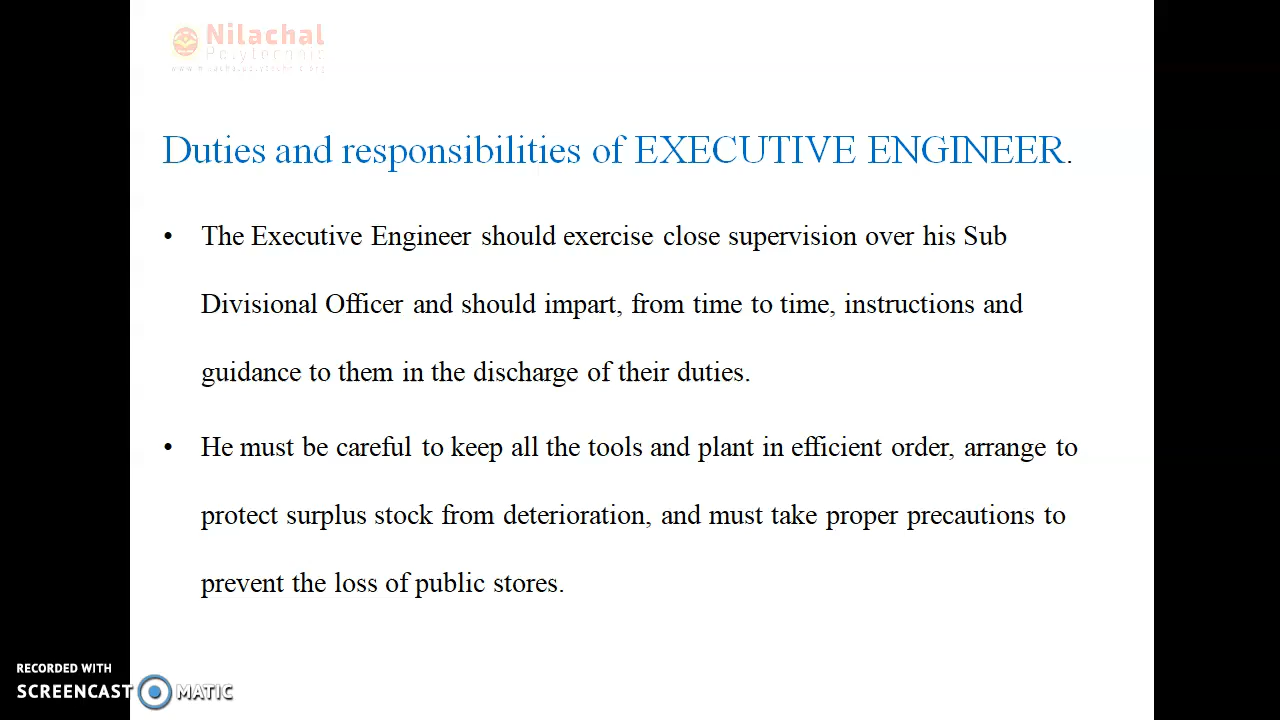 Nilachal
Polytechnic
Duties and responsibilities of EXECUTIVE ENGINEER.
• The Executive Engineer should exercise close supervision over his Sub
Divisional Officer and should impart, from time to time, instructions and
guidance to them in the discharge of their duties.
• He must be careful to keep all the tools and plant in efficient order, arrange to
protect surplus stock from deterioration, and must take proper precautions to
prevent the loss of public stores.
RECORDED WITH
SCREENCAST MATIC